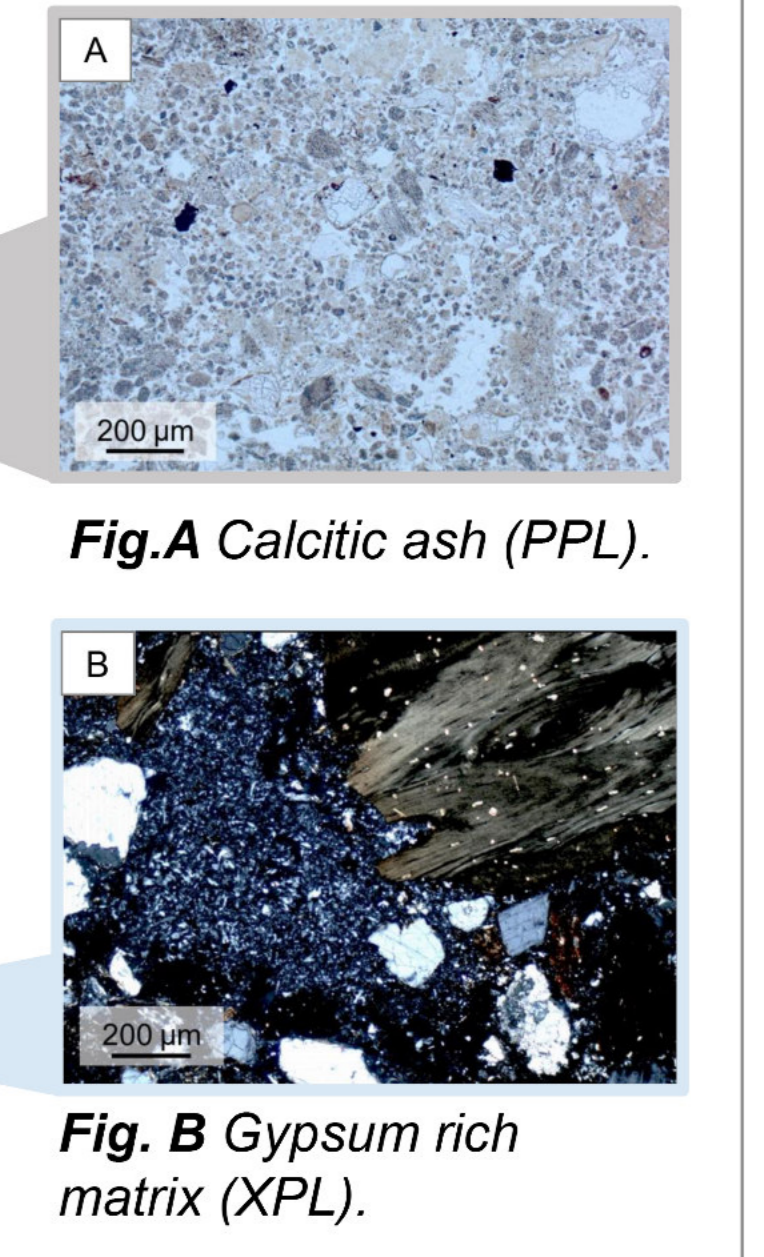 A
200 µm
Fig.A Calcitic ash (PPL).
B
200 µm
Fig. B Gypsum rich
matrix (XPL).